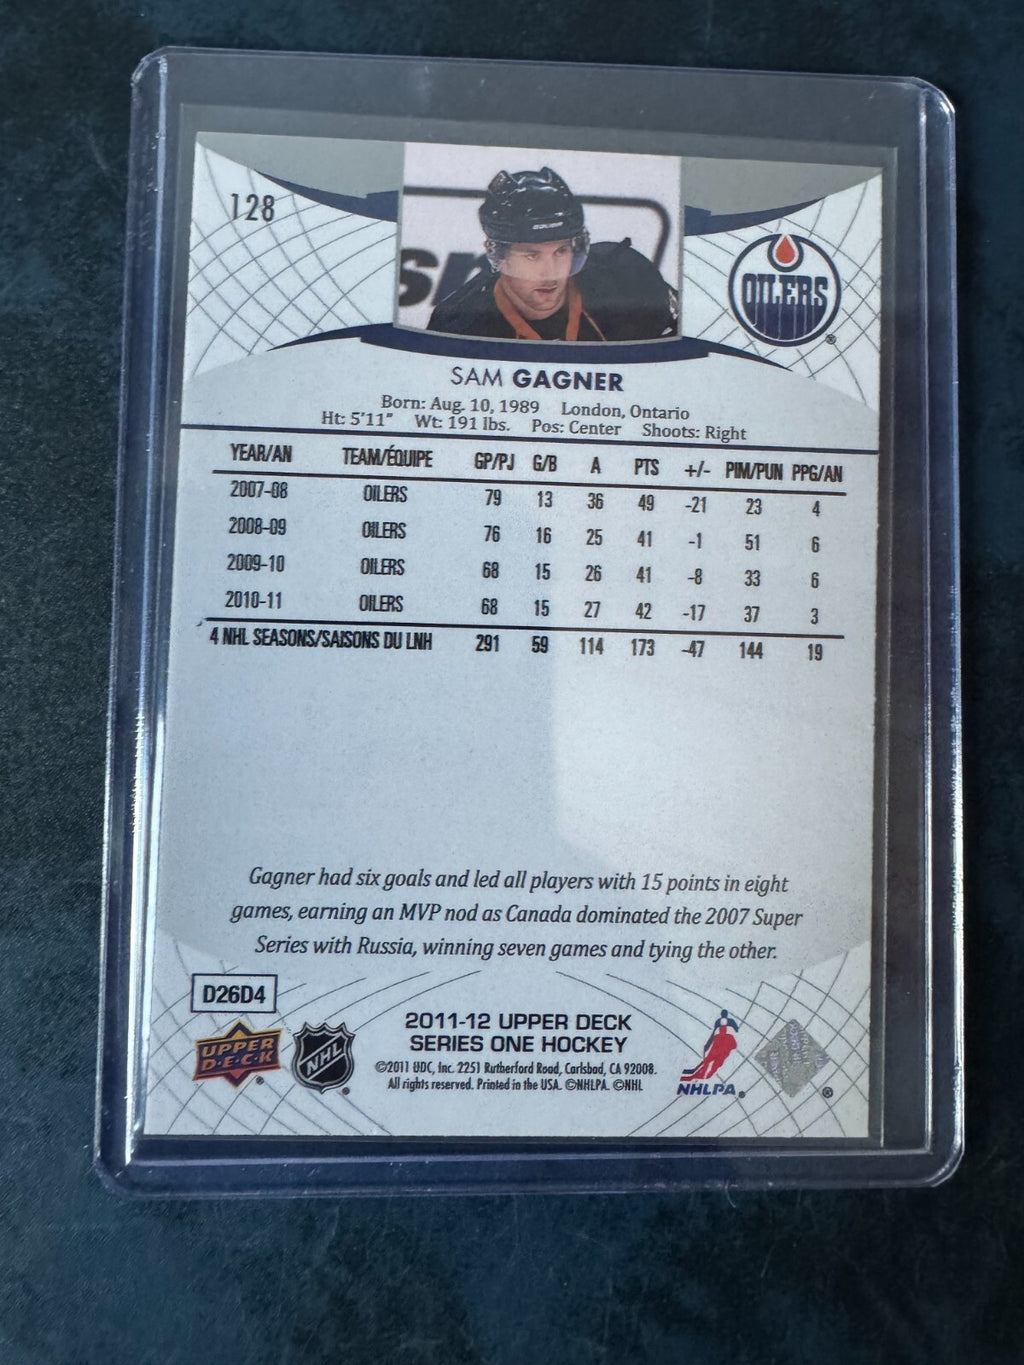 128
OILERS
SAM GAGNER
Born: Aug. 10, 1989 London, Ontario
Ht: 5'11" Wt: 191 lbs. Pos: Center Shoots: Right
YEAR/AN TEAM/ÉQUIPE GP/PJ G/B A PTS +/- PIM/PUN PPG/AN
2007-08 OILERS 79 13 36 49 -21 23 4
2008-09 OILERS 76 16 25 41 -1 51 6
2009-10 OILERS 68 15 26 41 -8 33 6
2010-11 OILERS 68 15 27 42 -17 37 3
4 NHL SEASONS/SAISONS DU LNH 291 59 114 173 -47 144 19
Gagner had six goals and led all players with 15 points in eight
games, earning an MVP nod as Canada dominated the 2007 Super
Series with Russia, winning seven games and tying the other.
D26D4
UPPER
D·E·C·K
NHL
2011-12 UPPER DECK
SERIES ONE HOCKEY
©2011 UDC, Inc. 2251 Rutherford Road, Carlsbad, CA 92008.
All rights reserved. Printed in the USA. ©NHLPA. ©NHL
NHLPA